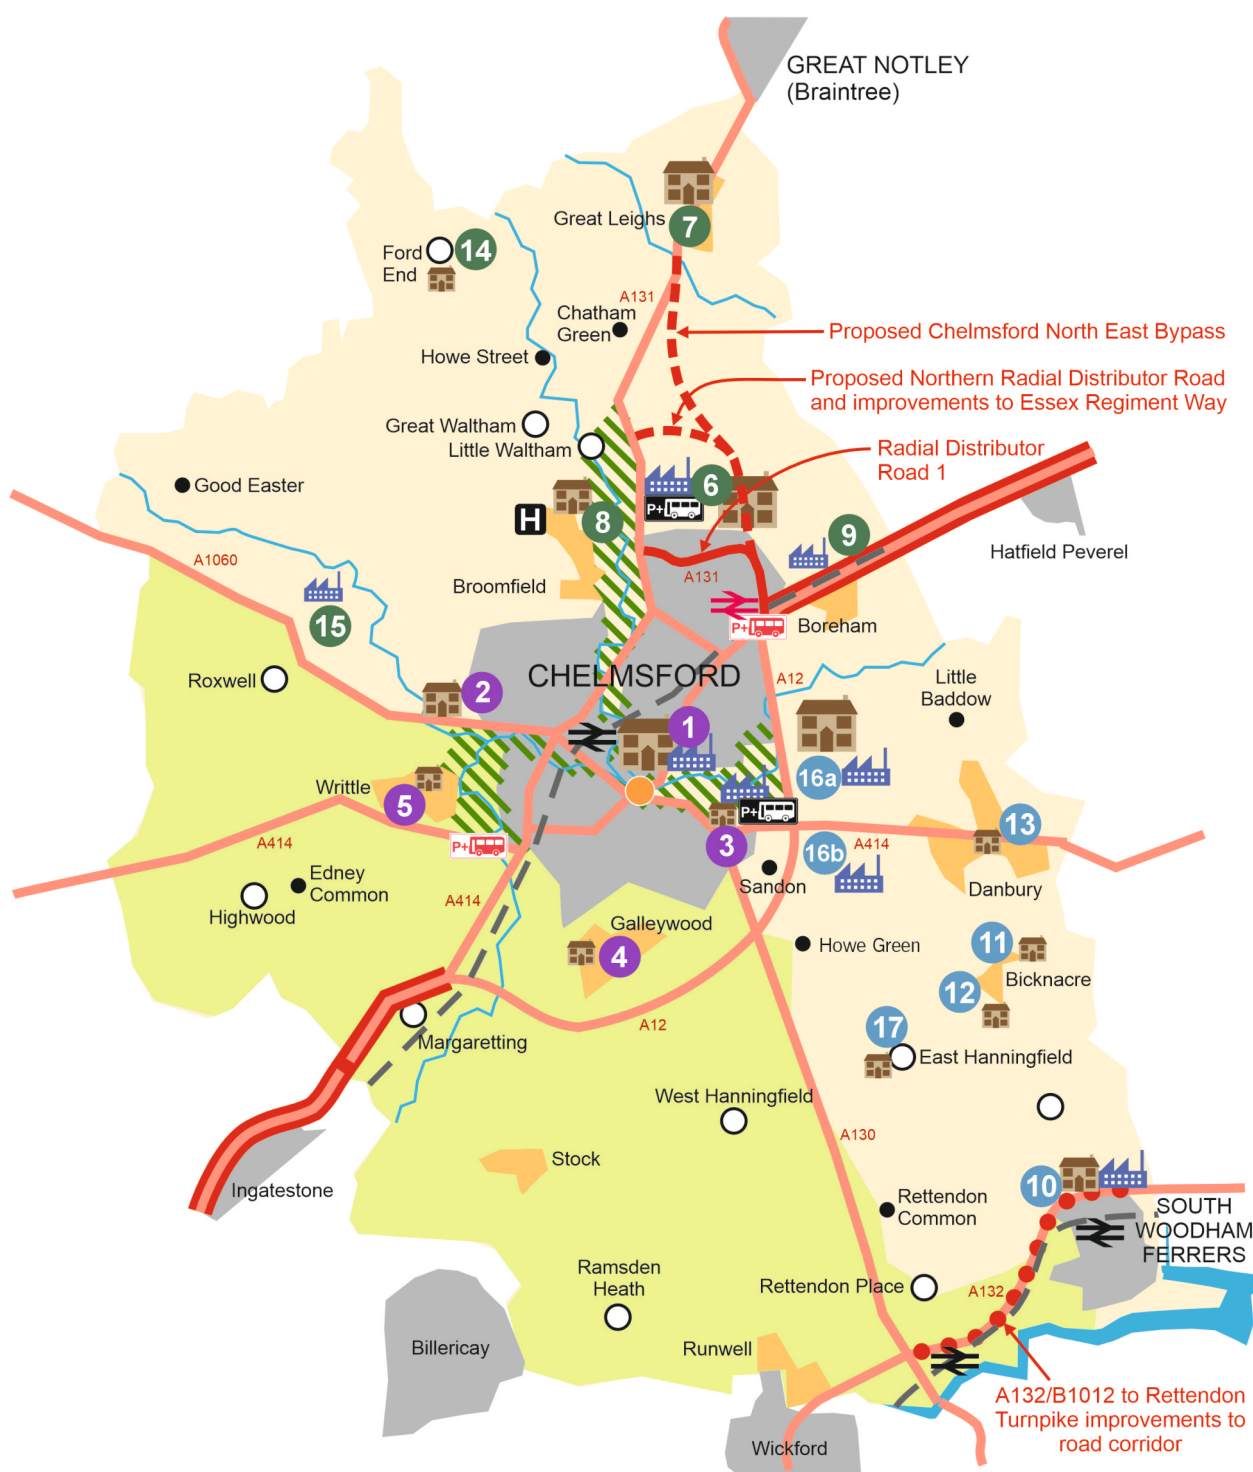 GREAT NOTLEY
(Braintree)
Great Leighs
7
Ford
End
14
A131
Chatham
Green
Proposed Chelmsford North East Bypass
Howe Street
Proposed Northern Radial Distributor Road
and improvements to Essex Regiment Way
Great Waltham
Little Waltham
Radial Distributor
Road 1
Good Easter
6
P+
H
8
9
Hatfield Peverel
A1060
A131
Broomfield
15
Boreham
P+
Roxwell
CHELMSFORD
A12
Little
Baddow
2
1
16a
Writtle
5
P+
3
13
A414
P+
16b
A414
Edney
Common
Sandon
Danbury
Highwood
A414
Galleywood
4
Howe Green
11
Bicknacre
12
A12
Margaretting
17
East Hanningfield
West Hanningfield
A130
Stock
Ingatestone
10
Rettendon
Common
SOUTH
WOODHAM
FERRERS
Ramsden
Heath
Rettendon Place
A132
Billericay
Runwell
A132/B1012 to Rettendon
Turnpike improvements to
road corridor
Wickford